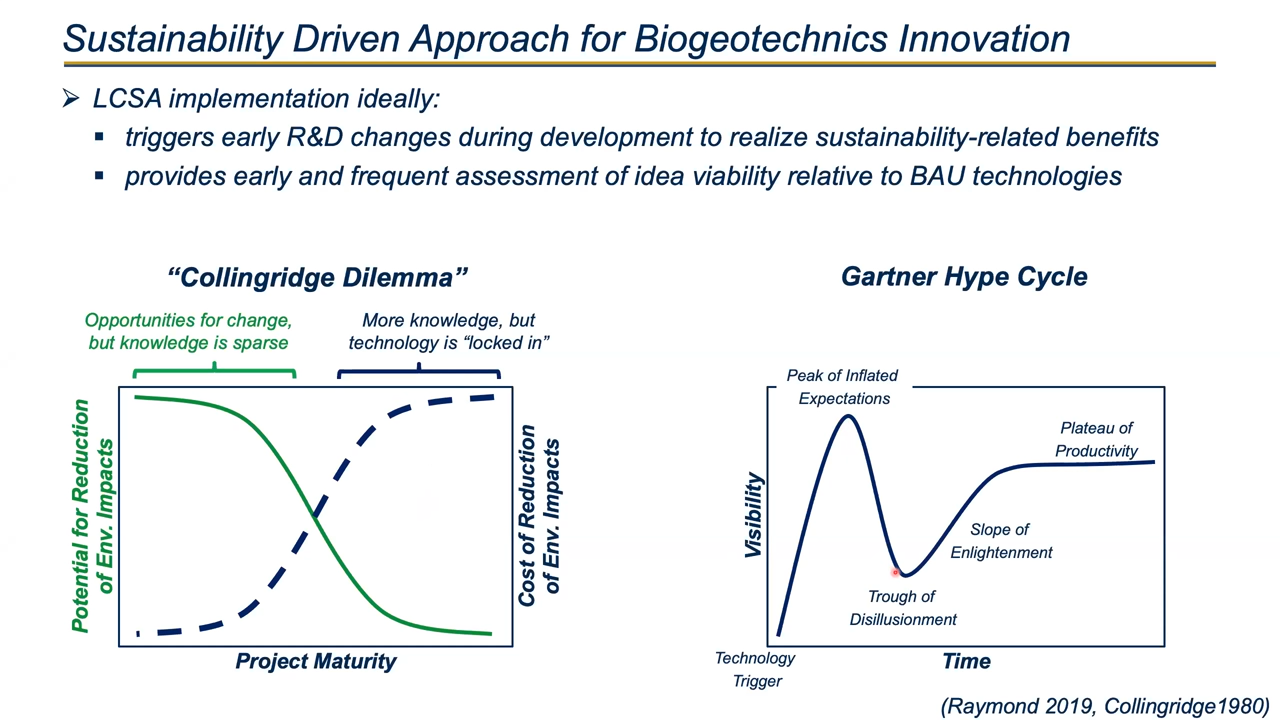 Sustainability Driven Approach for Biogeotechnics Innovation
LCSA implementation ideally:
triggers early R&D changes during development to realize sustainability-related benefits
provides early and frequent assessment of idea viability relative to BAU technologies
“Collingridge Dilemma”
Opportunities for change,
but knowledge is sparse
More knowledge, but
technology is “locked in”
Potential for Reduction
of Env. Impacts
Cost of Reduction
of Env. Impacts
Project Maturity
Gartner Hype Cycle
Peak of Inflated
Expectations
Plateau of
Productivity
Visibility
Slope of
Enlightenment
Trough of
Disillusionment
Technology
Trigger
Time
(Raymond 2019, Collingridge1980)